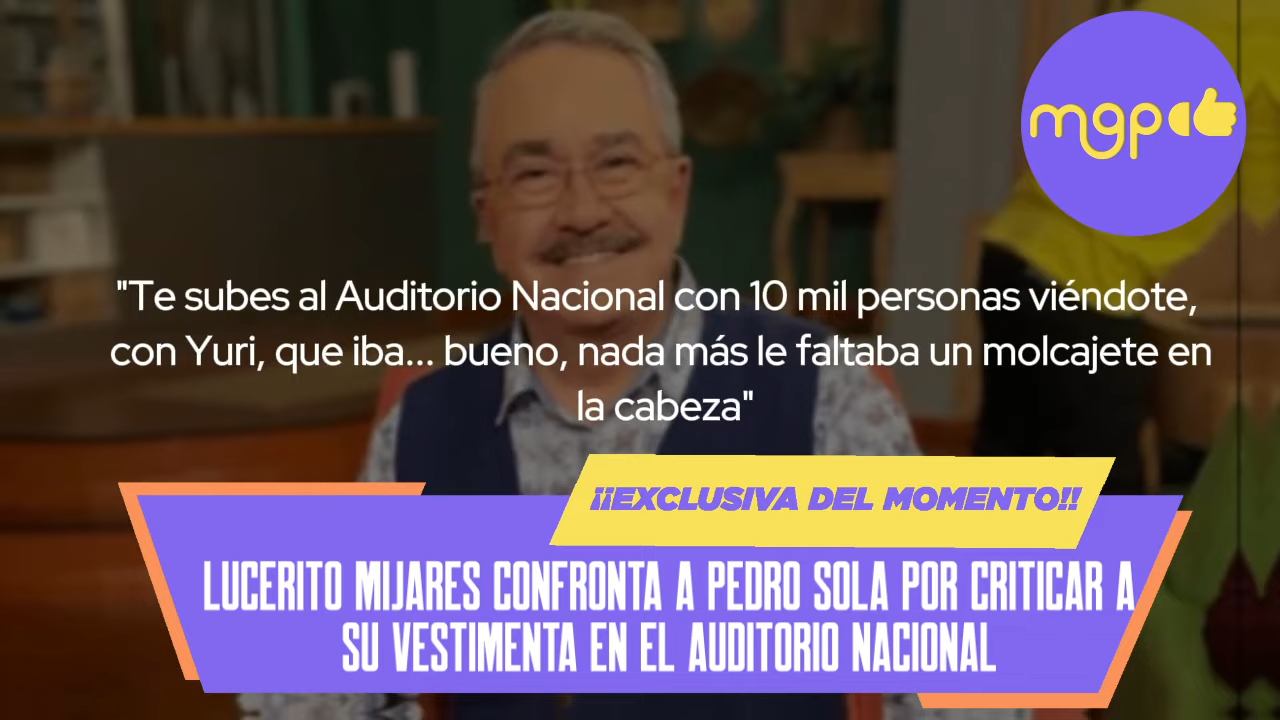 mgp
"Te subes al Auditorio Nacional con 10 mil personas viéndote,
con Yuri, que iba... bueno, nada más le faltaba un molcajete en
la cabeza"
¡¡EXCLUSIVA DEL MOMENTO!!
LUCERITO MIJARES CONFRONTA A PEDRO SOLA POR CRITICAR A
SU VESTIMENTA EN EL AUDITORIO NACIONAL